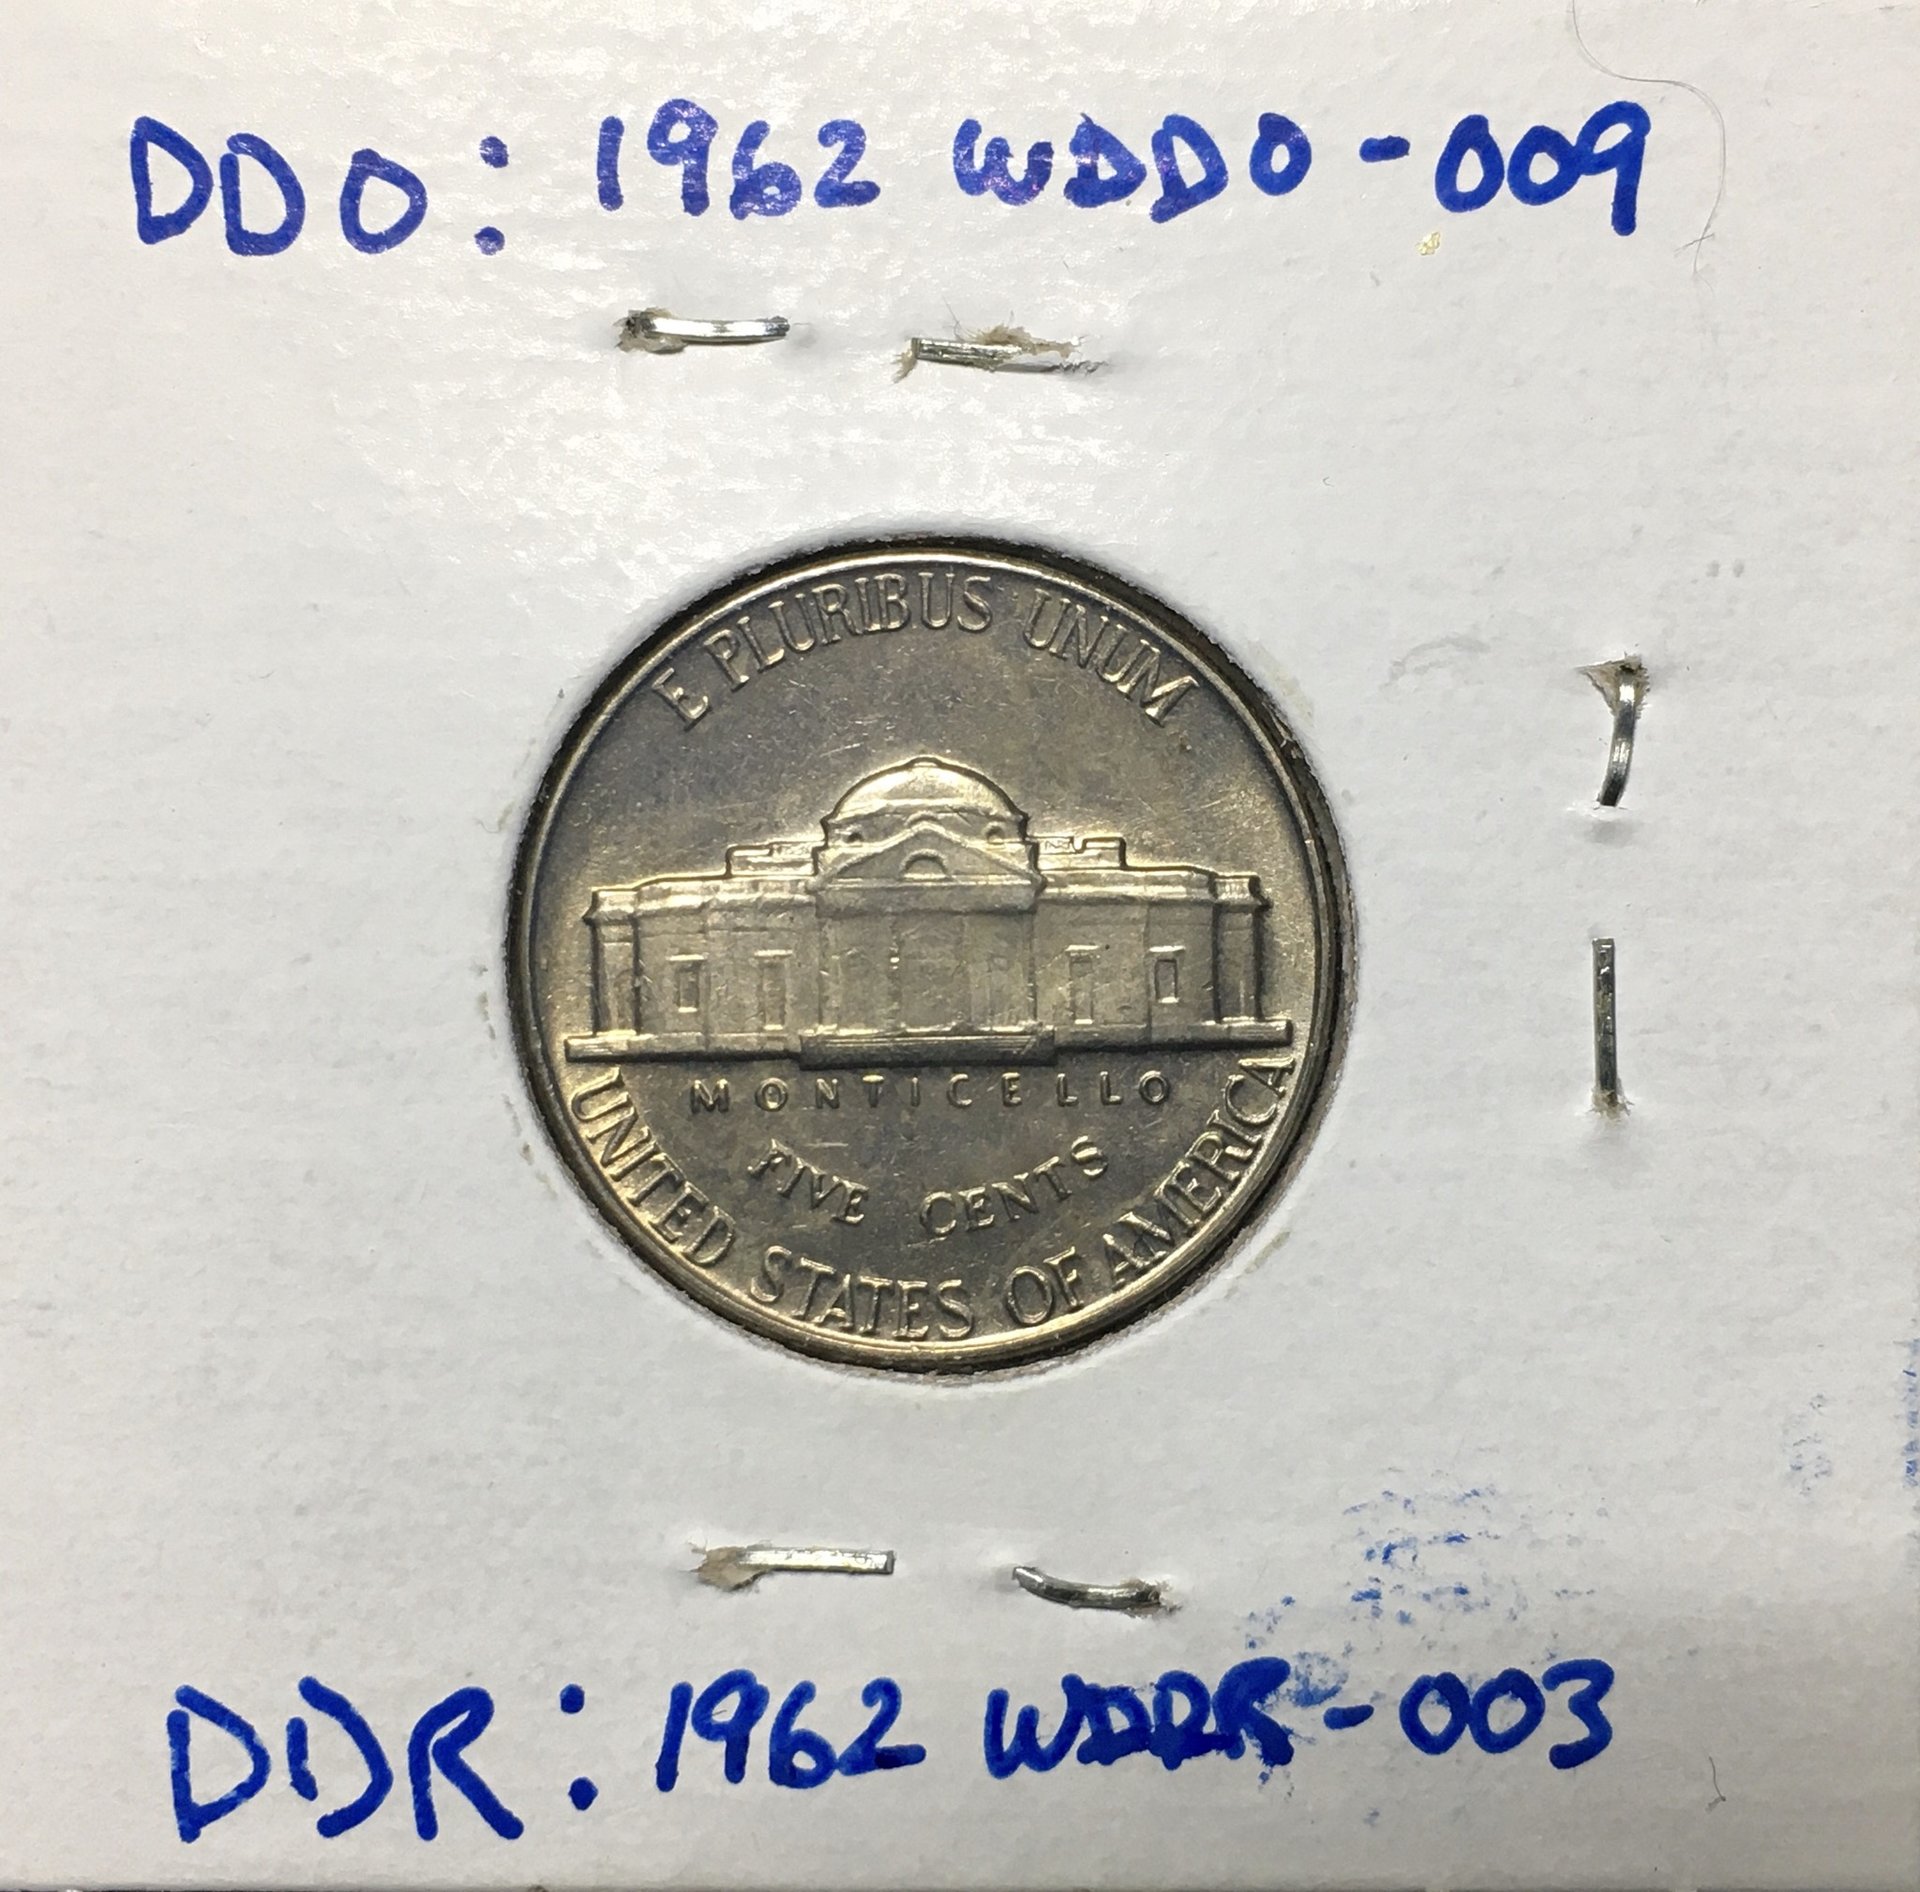 DDO: 1962 WDDO-009
E PLURIBUS UNUM
MONTICELLO
FIVE CENTS
UNITED STATES OF AMERICA
DDR: 1962 WDDR-003